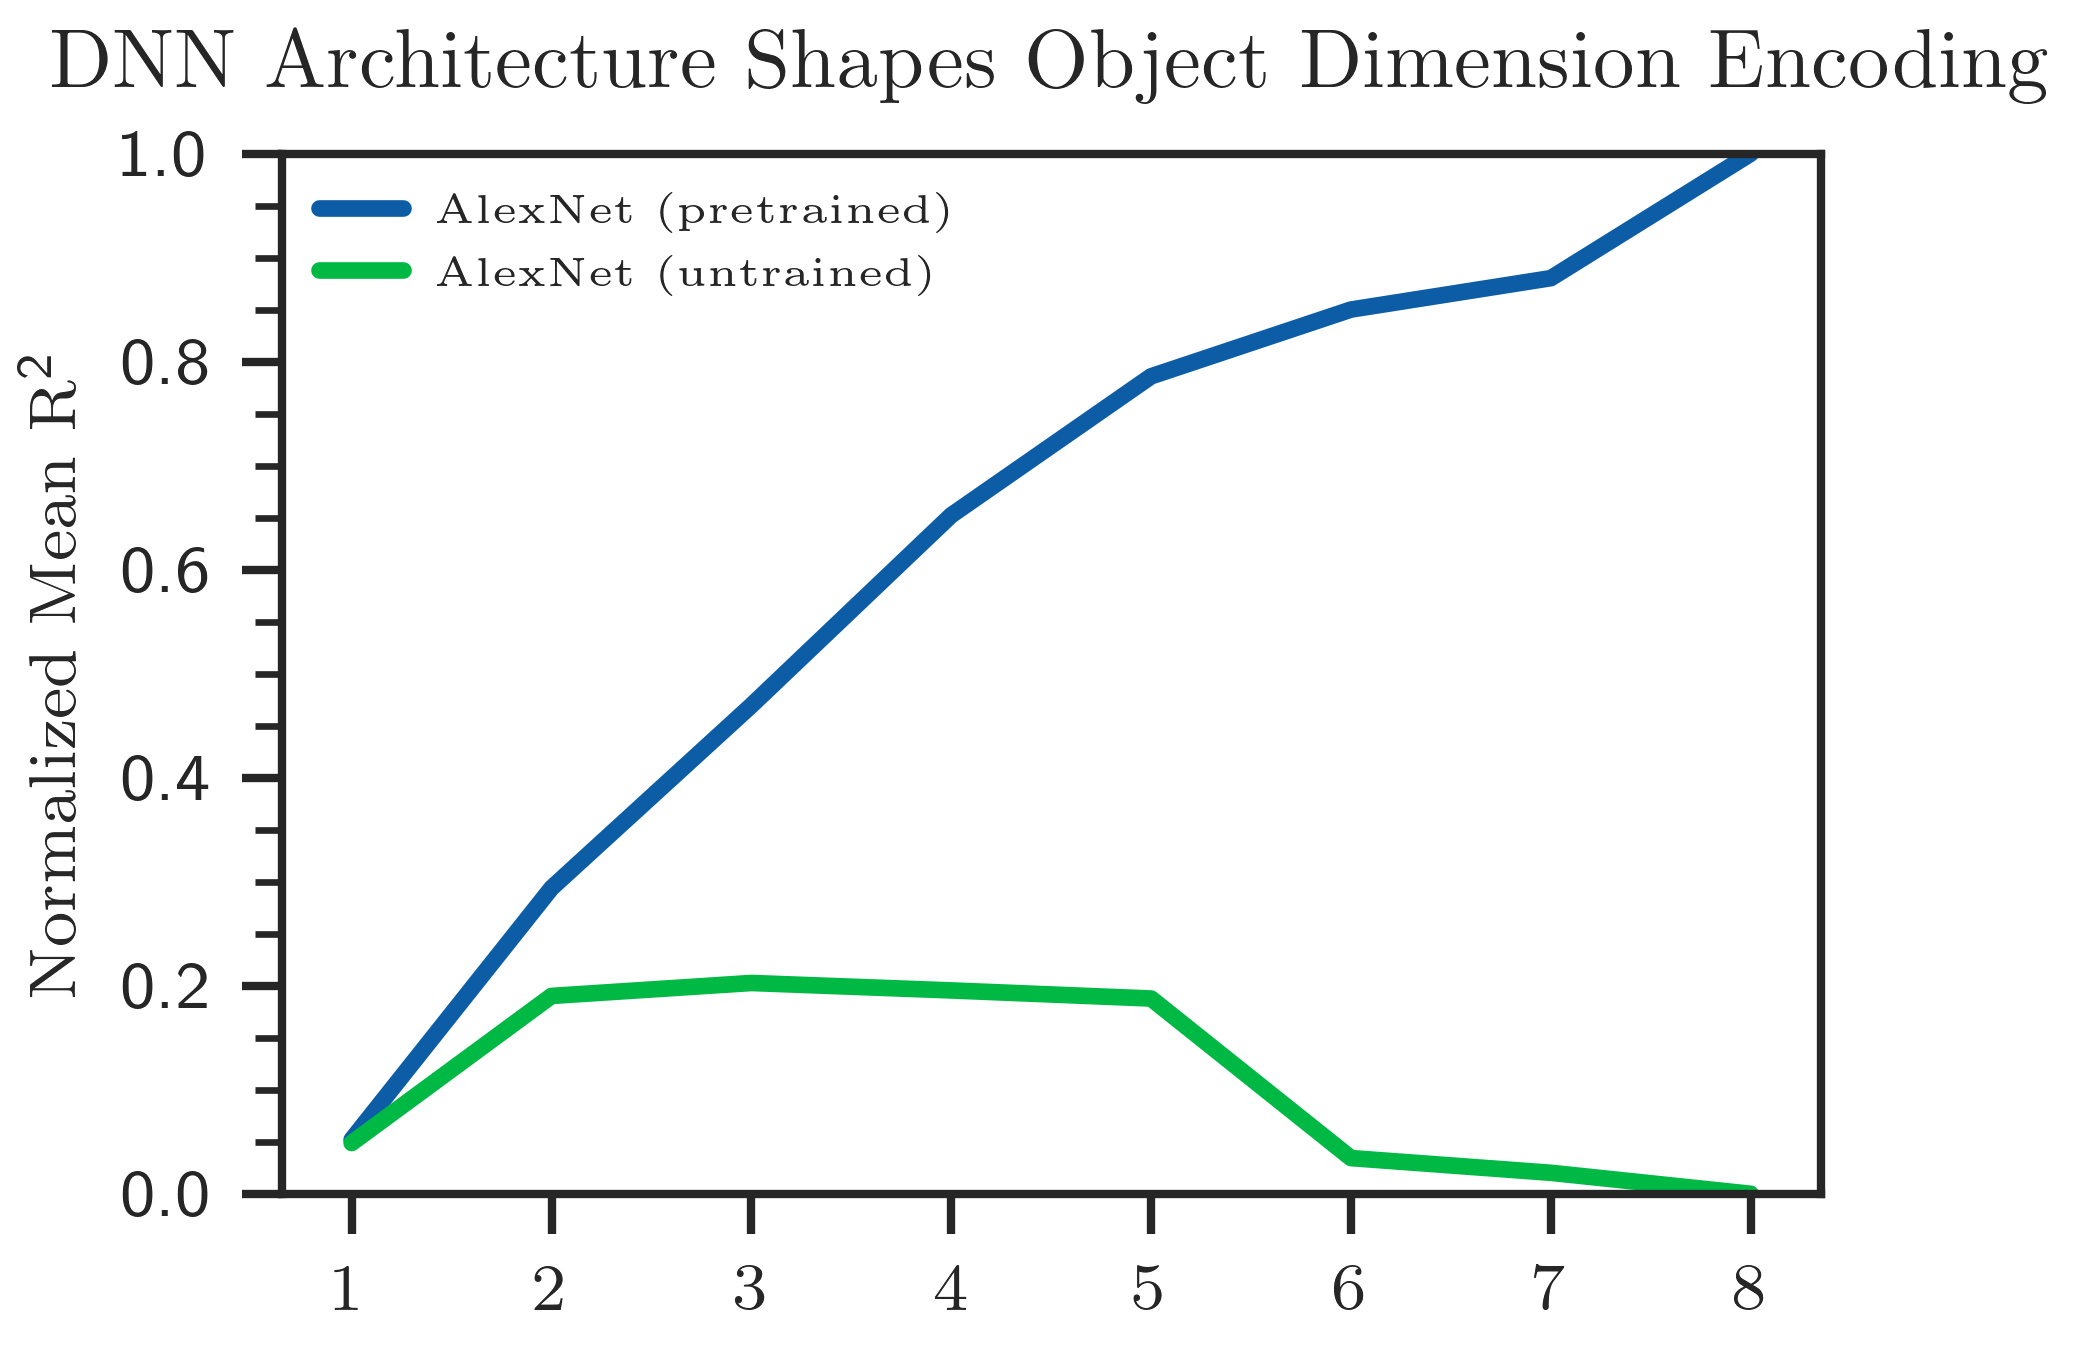 DNN Architecture Shapes Object Dimension Encoding
1.0
AlexNet (pretrained)
AlexNet (untrained)
0.8
0.6
0.4
0.2
0.0
Normalized Mean R²
1 2 3 4 5 6 7 8